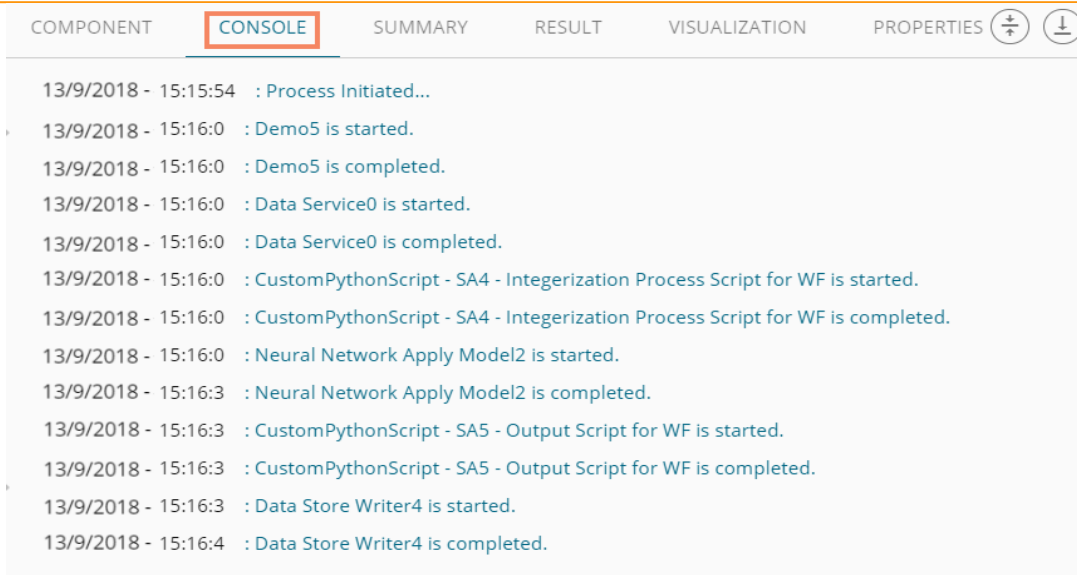 COMPONENT CONSOLE SUMMARY RESULT VISUALIZATION PROPERTIES
13/9/2018 - 15:15:54 : Process Initiated...
13/9/2018 - 15:16:0 : Demo5 is started.
13/9/2018 - 15:16:0 : Demo5 is completed.
13/9/2018 - 15:16:0 : Data Service0 is started.
13/9/2018 - 15:16:0 : Data Service0 is completed.
13/9/2018 - 15:16:0 : CustomPythonScript - SA4 - Integerization Process Script for WF is started.
13/9/2018 - 15:16:0 : CustomPythonScript - SA4 - Integerization Process Script for WF is completed.
13/9/2018 - 15:16:0 : Neural Network Apply Model2 is started.
13/9/2018 - 15:16:3 : Neural Network Apply Model2 is completed.
13/9/2018 - 15:16:3 : CustomPythonScript - SA5 - Output Script for WF is started.
13/9/2018 - 15:16:3 : CustomPythonScript - SA5 - Output Script for WF is completed.
13/9/2018 - 15:16:3 : Data Store Writer4 is started.
13/9/2018 - 15:16:4 : Data Store Writer4 is completed.